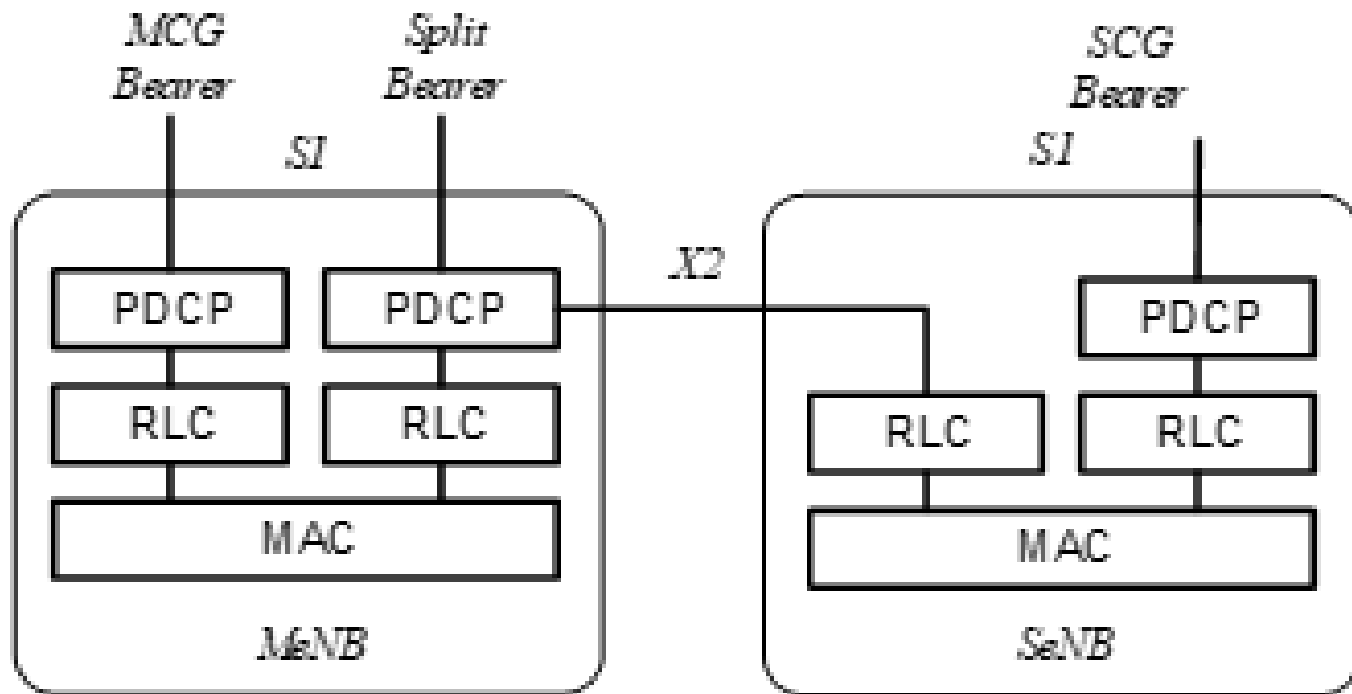 MCG
Bearer
Split
Bearer
SCG
Bearer
S1
S1
X2
PDCP
PDCP
PDCP
RLC
RLC
RLC
RLC
MAC
MAC
MeNB
SeNB